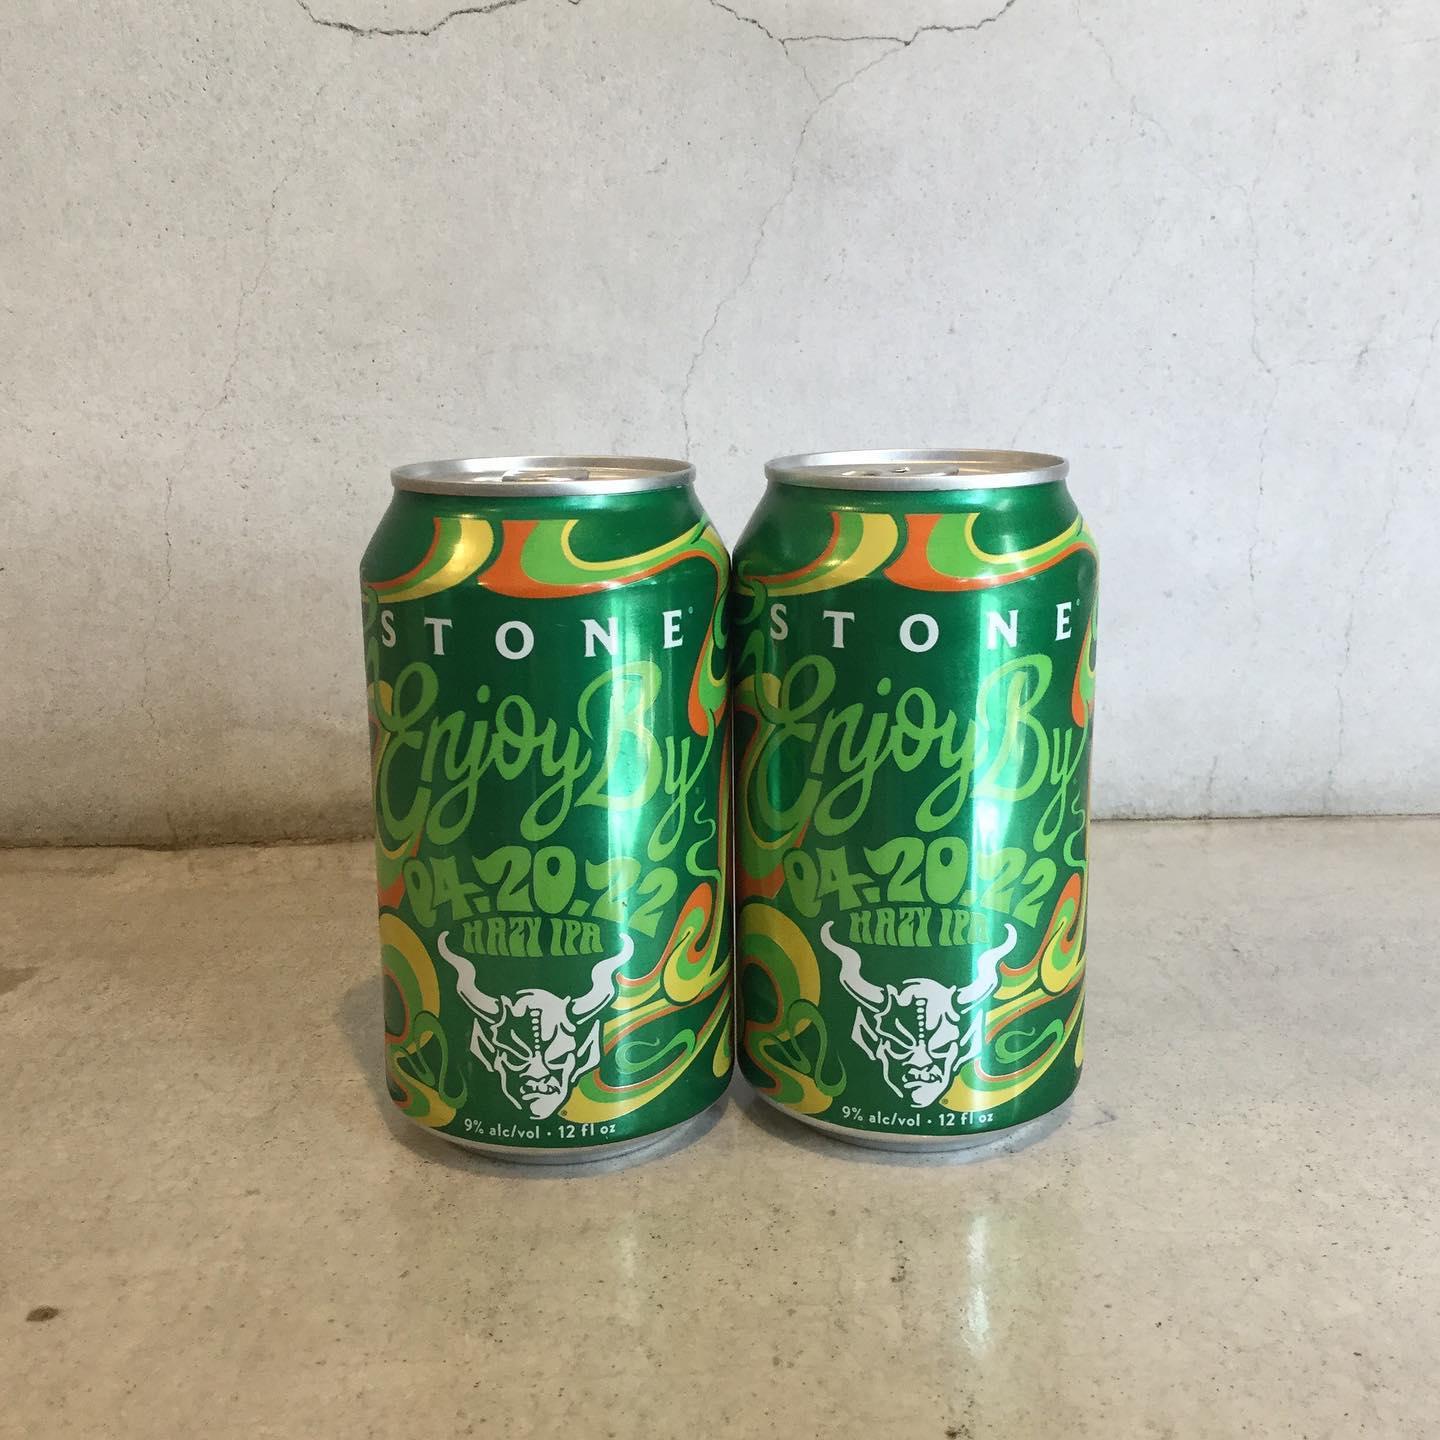 STONE
Enjoy By
04.20.22
HAZY IPA
9% alc/vol • 12 fl oz
STONE
Enjoy By
04.20.22
HAZY IPA
9% alc/vol • 12 fl oz